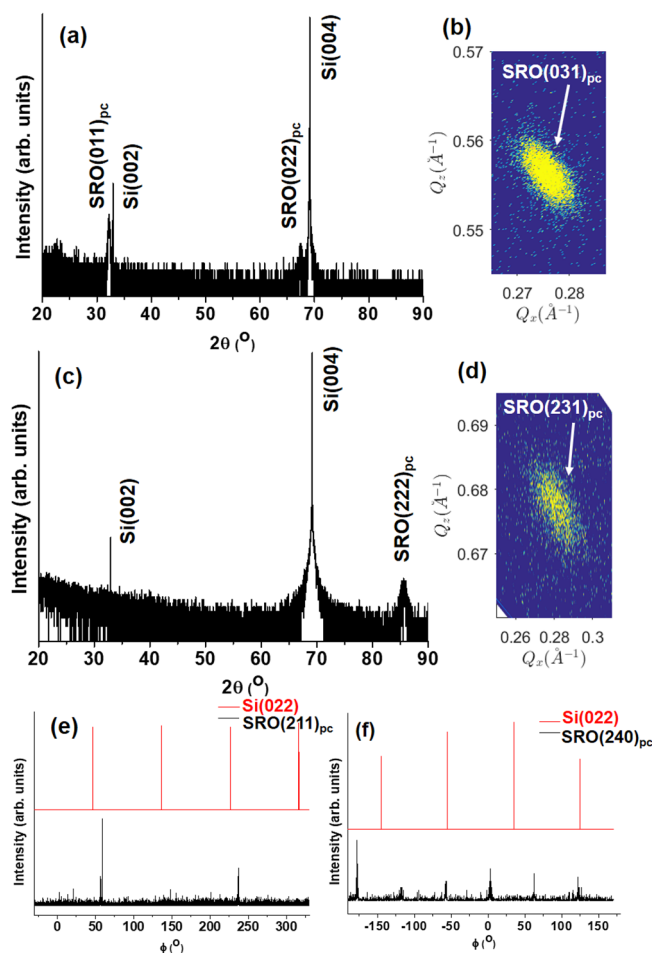 (a)
Intensity (arb. units)
SRO(011)pc
Si(002)
SRO(022)pc
Si(004)
20 30 40 50 60 70 80 90
2θ (O)
(b)
SRO(031)pc
Qz(Å−1)
0.57
0.56
0.55
0.27 0.28
Qx(Å−1)
(c)
Intensity (arb. units)
Si(002)
Si(004)
SRO(222)pc
20 30 40 50 60 70 80 90
2θ (O)
(d)
SRO(231)pc
Qz(Å−1)
0.69
0.68
0.67
0.26 0.28 0.3
Qx(Å−1)
(e)
Si(022)
SRO(211)pc
Intensity (arb. units)
0 50 100 150 200 250 300
ϕ (O)
(f)
Si(022)
SRO(240)pc
Intensity (arb. units)
-150 -100 -50 0 50 100 150
ϕ (O)